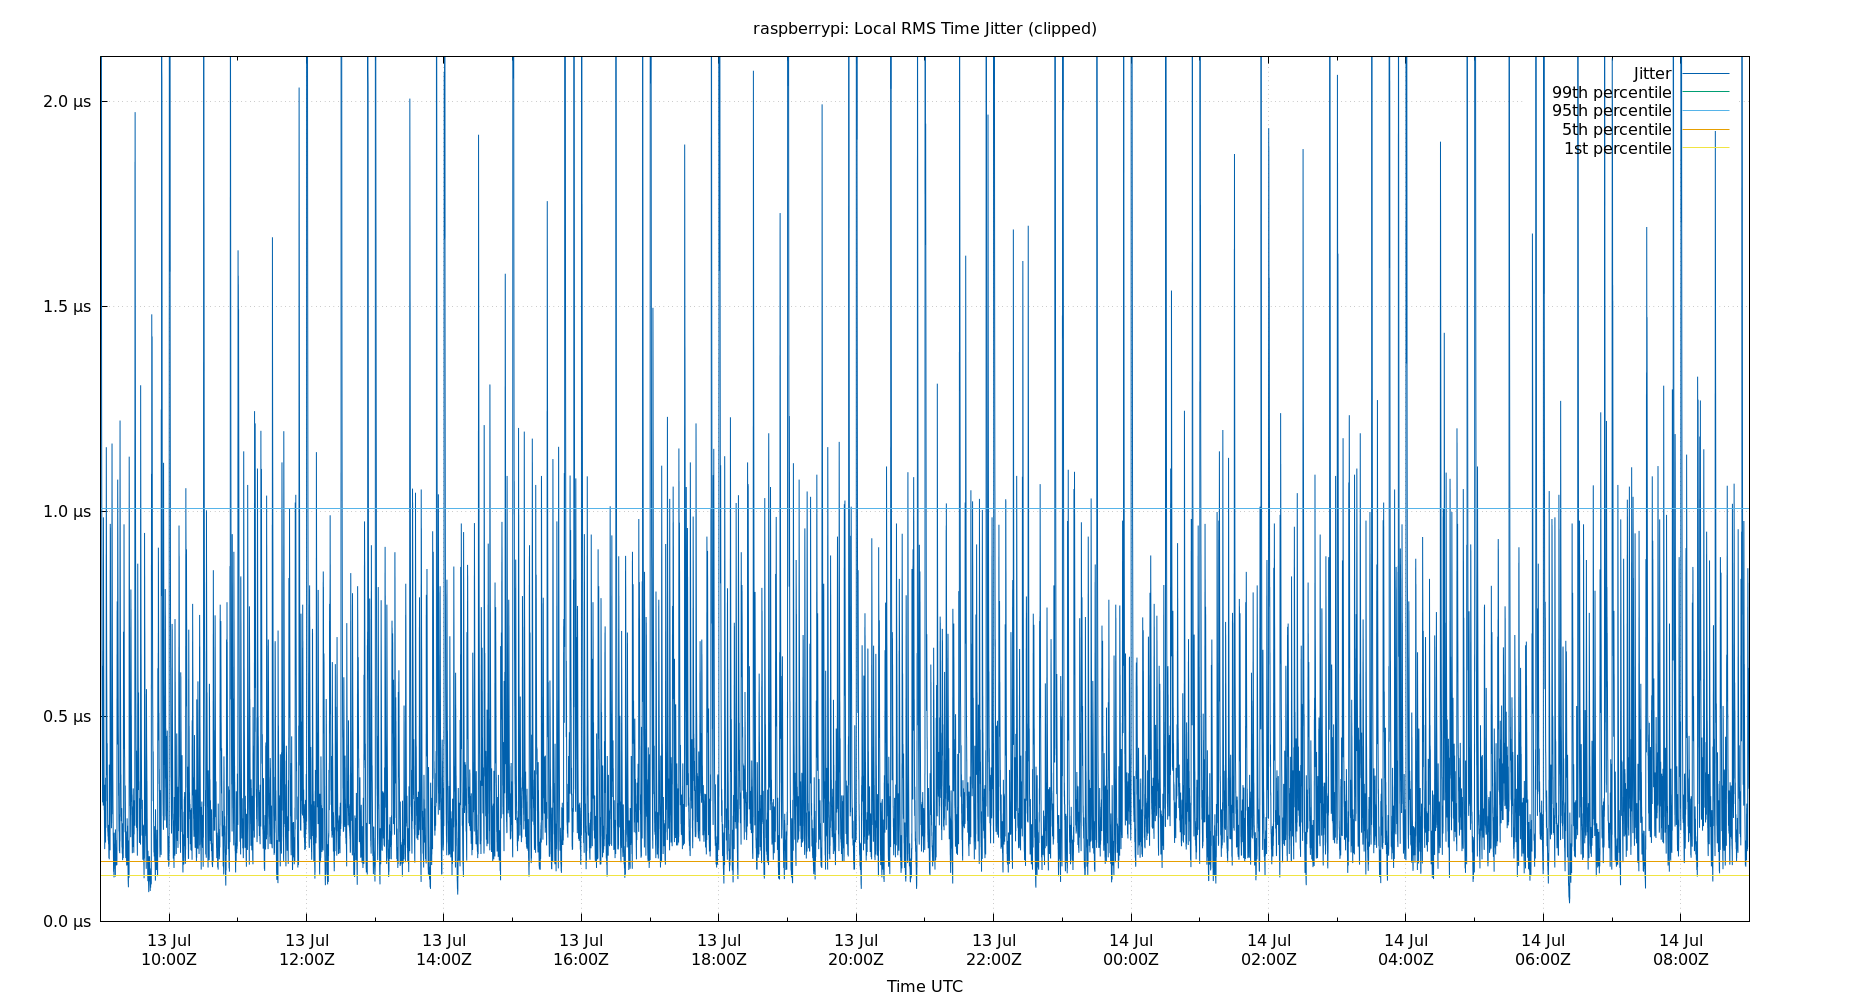 raspberrypi: Local RMS Time Jitter (clipped)
Jitter
99th percentile
95th percentile
5th percentile
1st percentile
2.0 µs
1.5 µs
1.0 µs
0.5 µs
0.0 µs
13 Jul 13 Jul 13 Jul 13 Jul 13 Jul 13 Jul 13 Jul 14 Jul 14 Jul 14 Jul 14 Jul 14 Jul
10:00Z 12:00Z 14:00Z 16:00Z 18:00Z 20:00Z 22:00Z 00:00Z 02:00Z 04:00Z 06:00Z 08:00Z
Time UTC